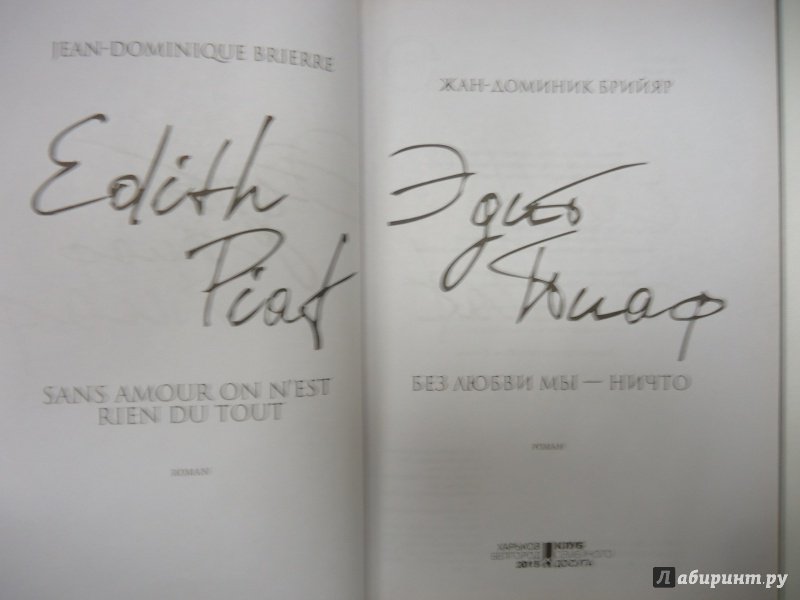 JEAN-DOMINIQUE BRIERRE
Edith
Piaf
SANS AMOUR ON N'EST
RIEN DU TOUT
ROMAN
ЖАН-ДОМИНИК БРИЙЯР
Эдит
Пиаф
БЕЗ ЛЮБВИ МЫ — НИЧТО
РОМАН
ХАРЬКОВ КЛУБ
БЕЛГОРОД СЕМЕЙНОГО
2015 ДОСУГА
Лабиринт.ру